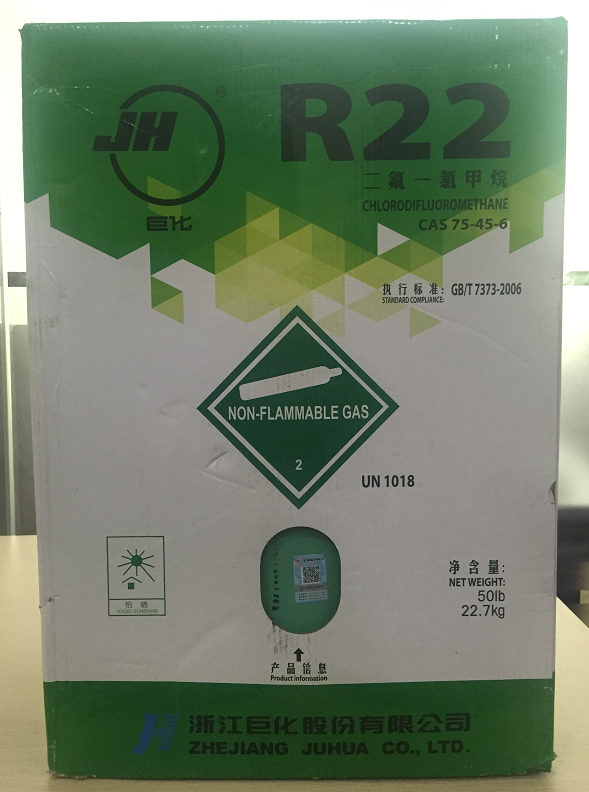 JH
®
巨化
R22
二氟一氯甲烷
CHLORODIFLUOROMETHANE
CAS 75-45-6
执行标准: GB/T 7373-2006
STANDARD COMPLIANCE:
NON-FLAMMABLE GAS
2
UN 1018
怕晒
AVOID SUNSHINE
净含量:
NET WEIGHT:
50lb
22.7kg
产品信息
Product information
浙江巨化股份有限公司
ZHEJIANG JUHUA CO., LTD.